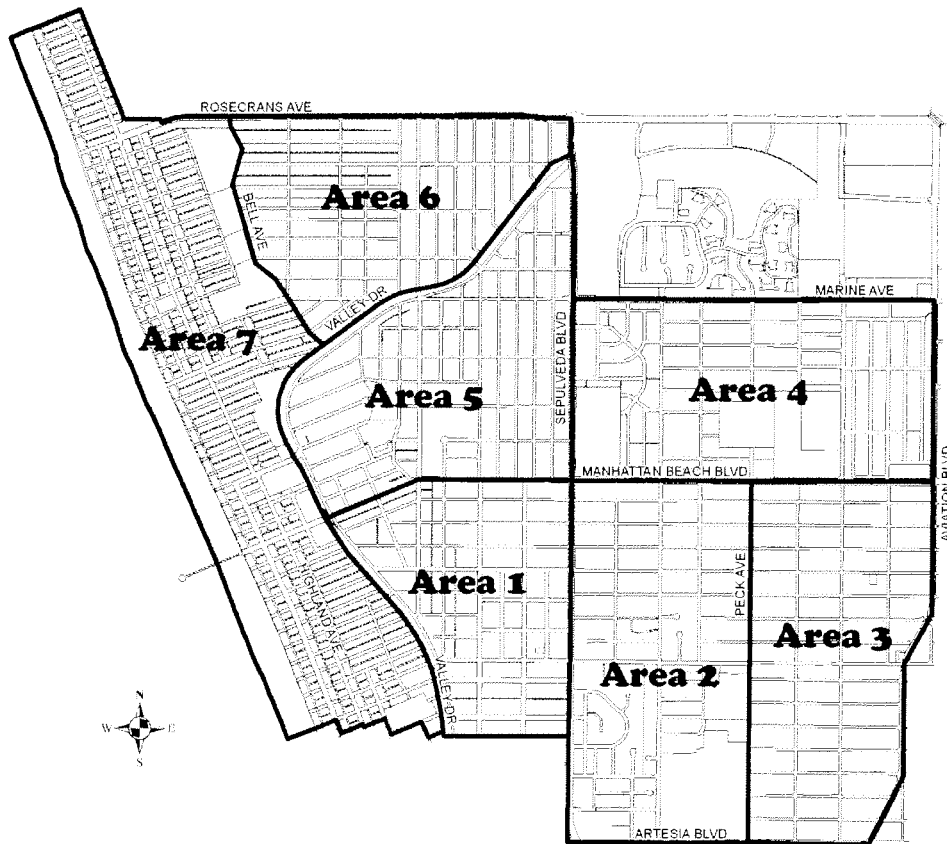 ROSECRANS AVE
Area 6
BELL AVE
MARINE AVE
VALLEY DR
Area 7
SEPULVEDA BLVD
Area 5
Area 4
MANHATTAN BEACH BLVD
AVIATION BLVD
HIGHLAND AVE
Area 1
PECK AVE
Area 3
Area 2
VALLEY DR
N
W E
S
ARTESIA BLVD